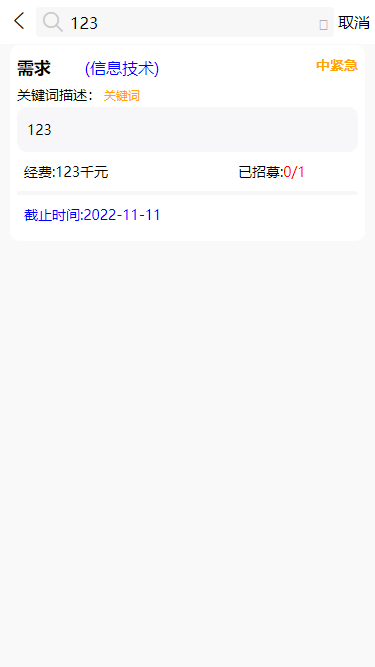 123 取消
需求 (信息技术) 中紧急
关键词描述： 关键词
123
经费:123千元 已招募:0/1
截止时间:2022-11-11